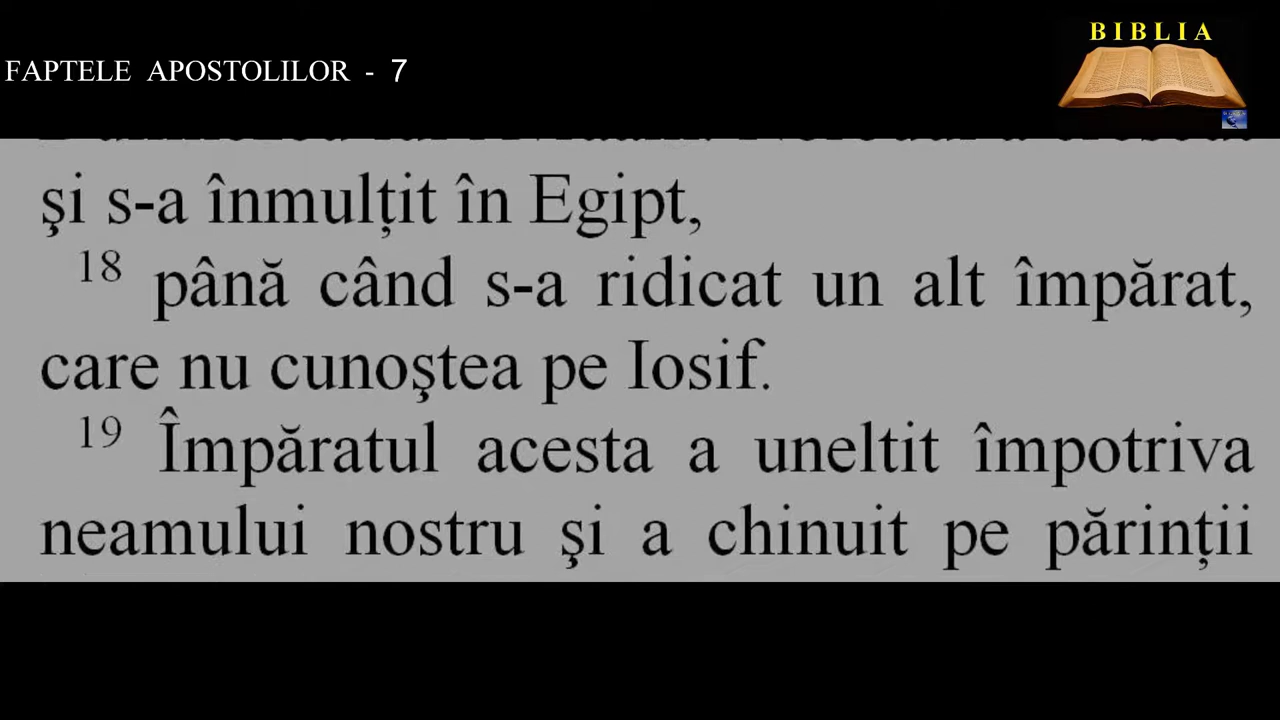 BIBLIA
FAPTELE APOSTOLILOR - 7
şi s-a înmulțit în Egipt,
18 până când s-a ridicat un alt împărat,
care nu cunoştea pe Iosif.
19 Împăratul acesta a uneltit împotriva
neamului nostru şi a chinuit pe părinții